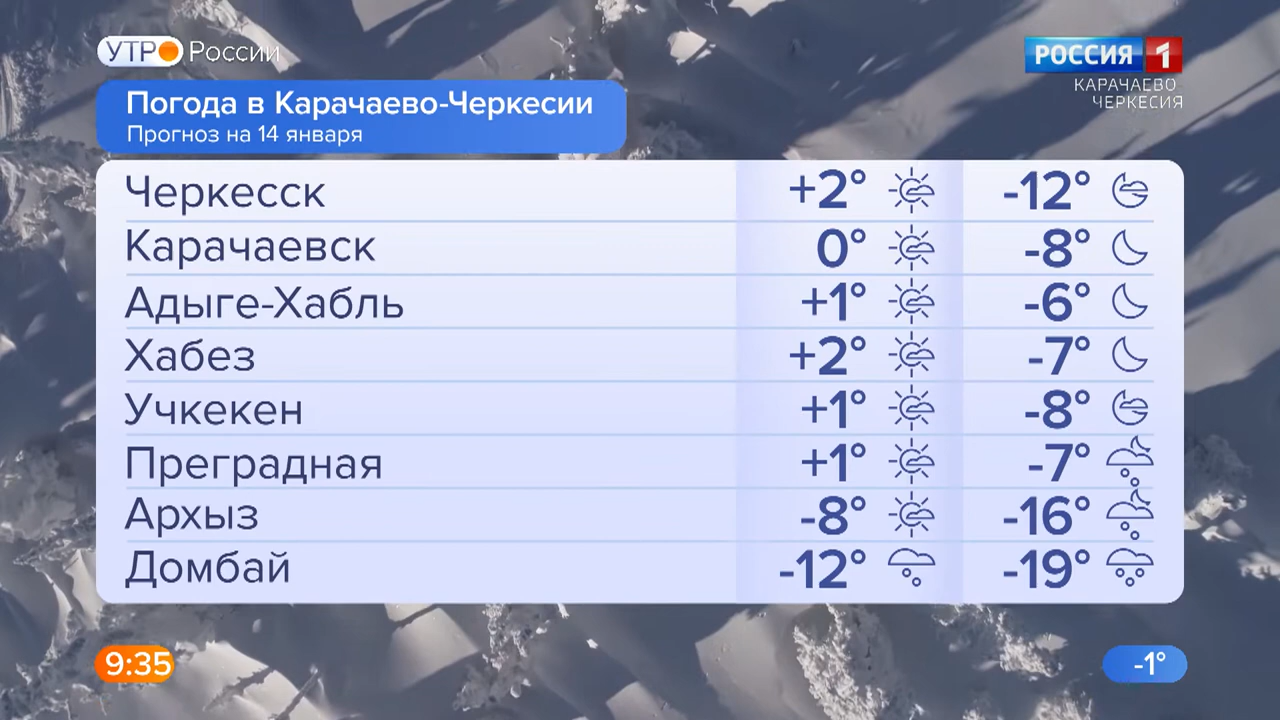 УТРО России
РОССИЯ 1
КАРАЧАЕВО-
ЧЕРКЕСИЯ
Погода в Карачаево-Черкесии
Прогноз на 14 января
Черкесск +2° -12°
Карачаевск 0° -8°
Адыге-Хабль +1° -6°
Хабез +2° -7°
Учкекен +1° -8°
Преградная +1° -7°
Архыз -8° -16°
Домбай -12° -19°
9:35
-1°